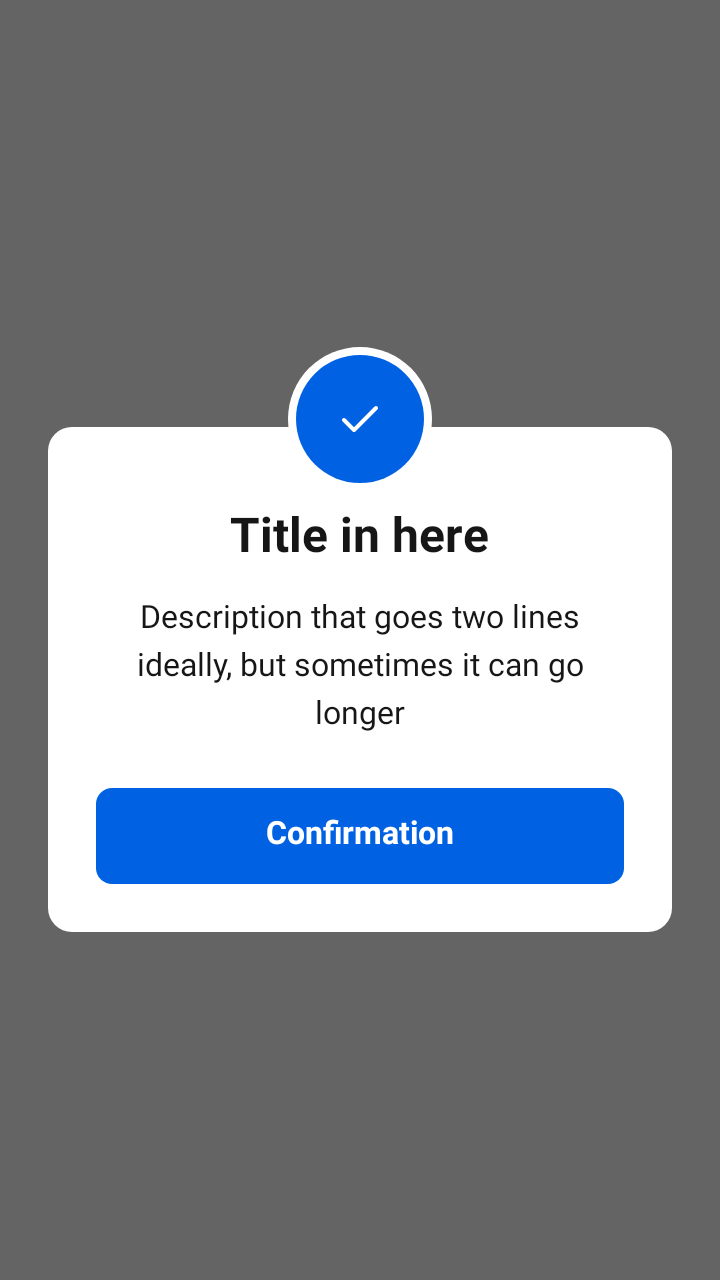 Title in here
Description that goes two lines
ideally, but sometimes it can go
longer
Confirmation